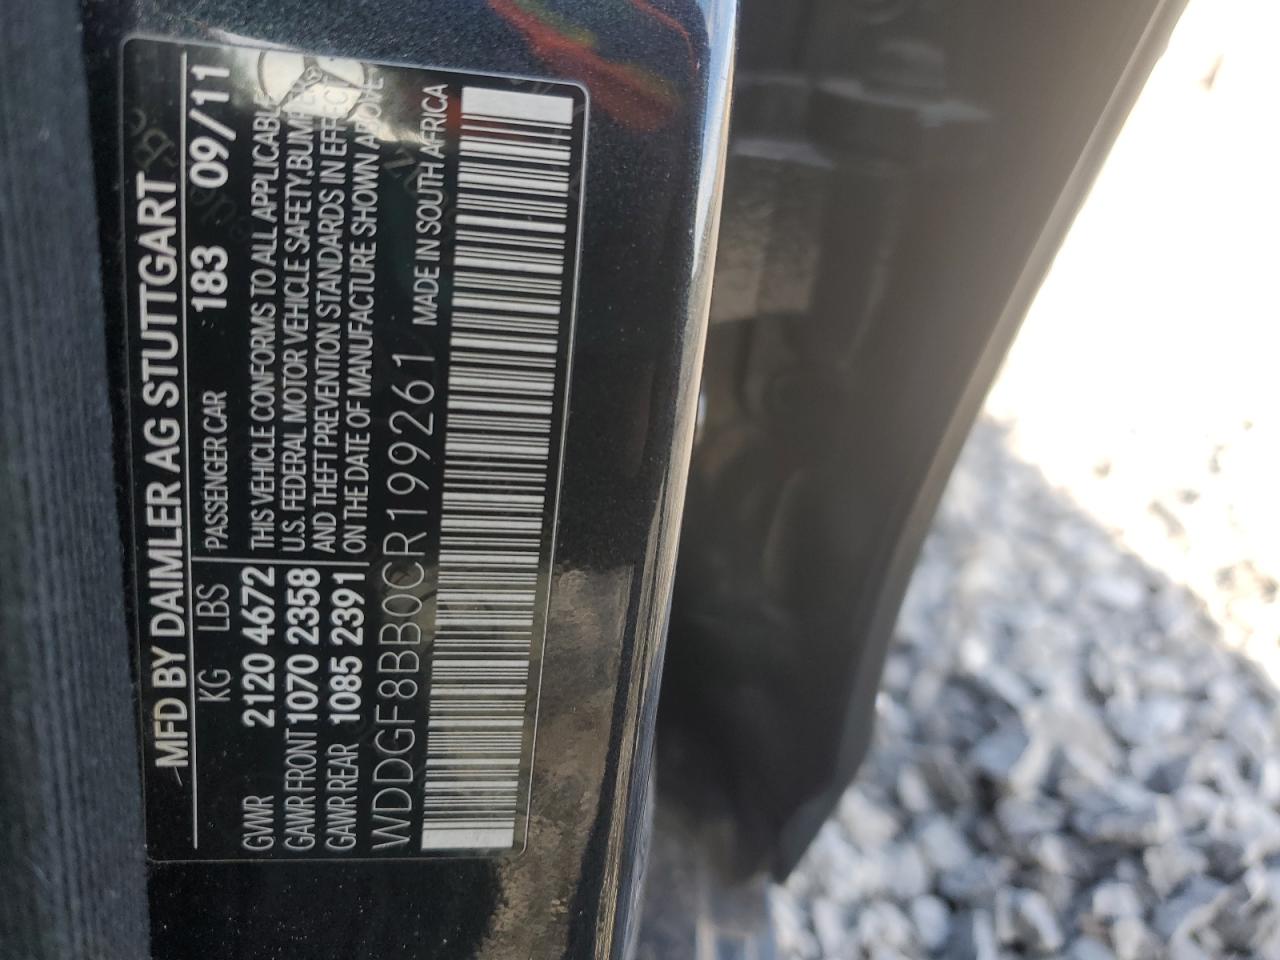 MFD BY DAIMLER AG STUTTGART
KG LBS PASSENGER CAR 183 09/11
GVWR 2120 4672 THIS VEHICLE CONFORMS TO ALL APPLICABLE
GAWR FRONT 1070 2358 U.S. FEDERAL MOTOR VEHICLE SAFETY, BUMPER,
GAWR REAR 1085 2391 AND THEFT PREVENTION STANDARDS IN EFFECT
ON THE DATE OF MANUFACTURE SHOWN ABOVE
WDDGF8BB0CR199261 MADE IN SOUTH AFRICA